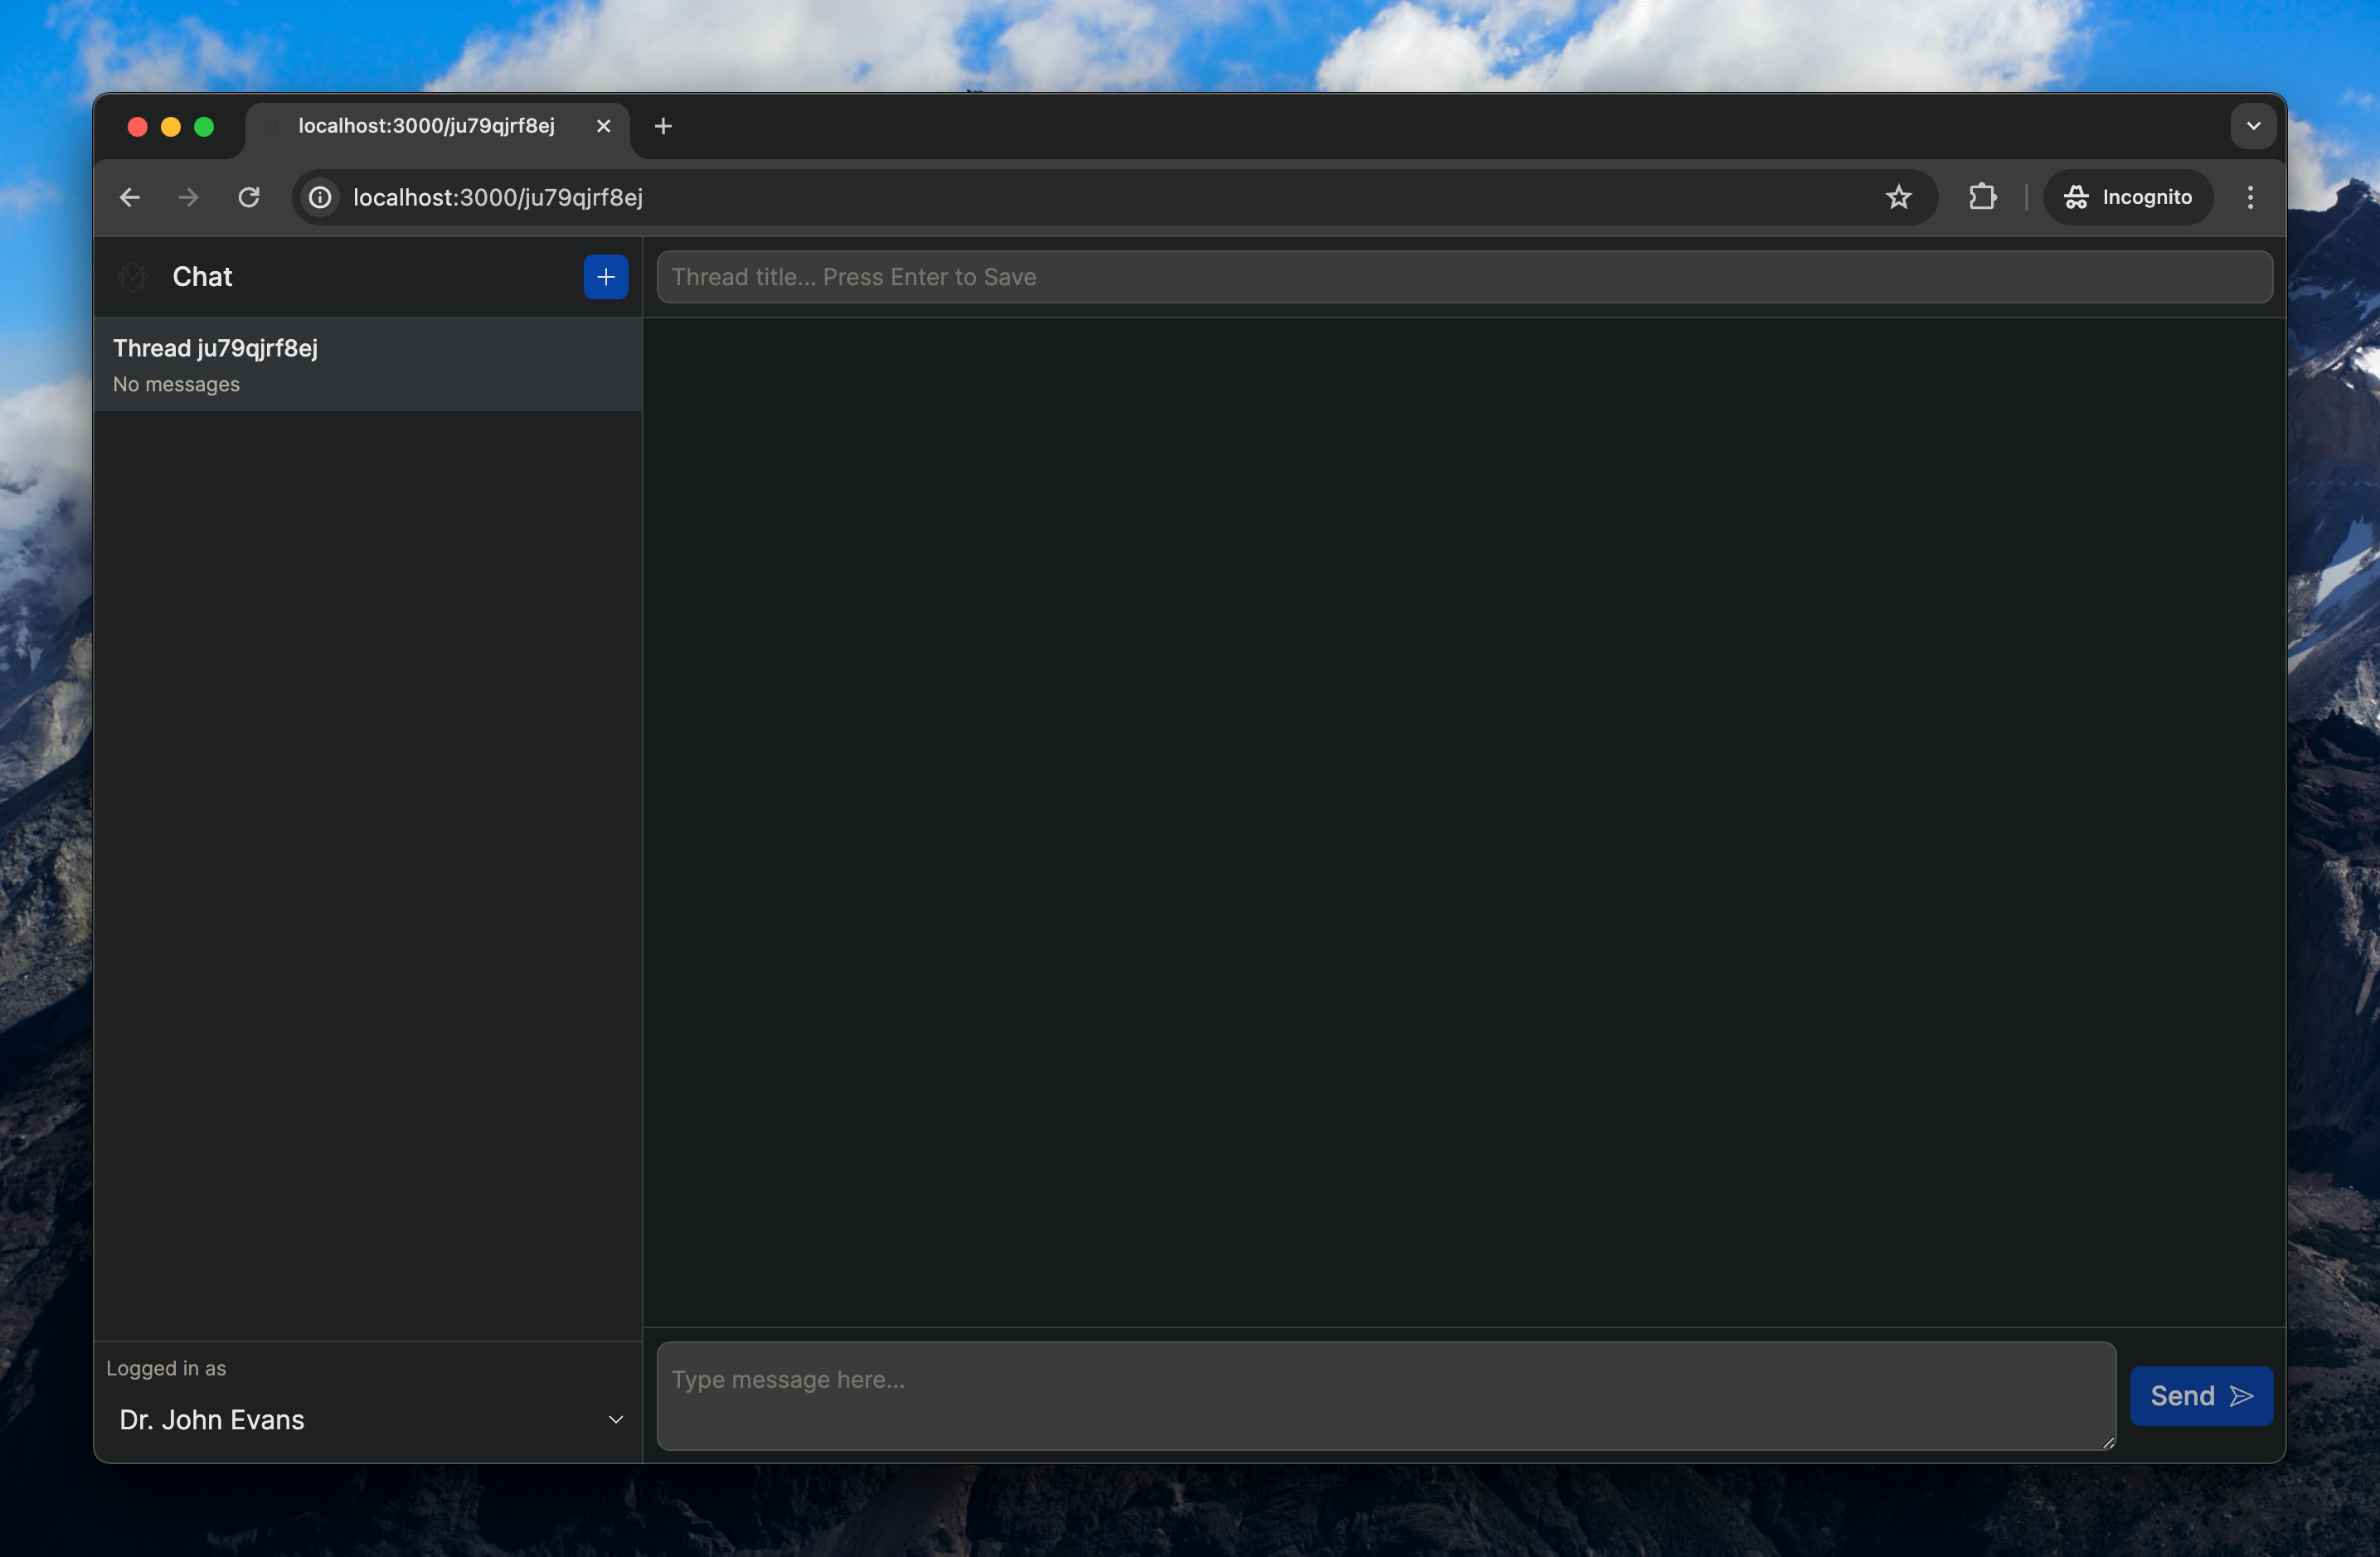 localhost:3000/ju79qjrf8ej
localhost:3000/ju79qjrf8ej
Incognito
Chat
Thread title... Press Enter to Save
Thread ju79qjrf8ej
No messages
Logged in as
Dr. John Evans
Type message here...
Send